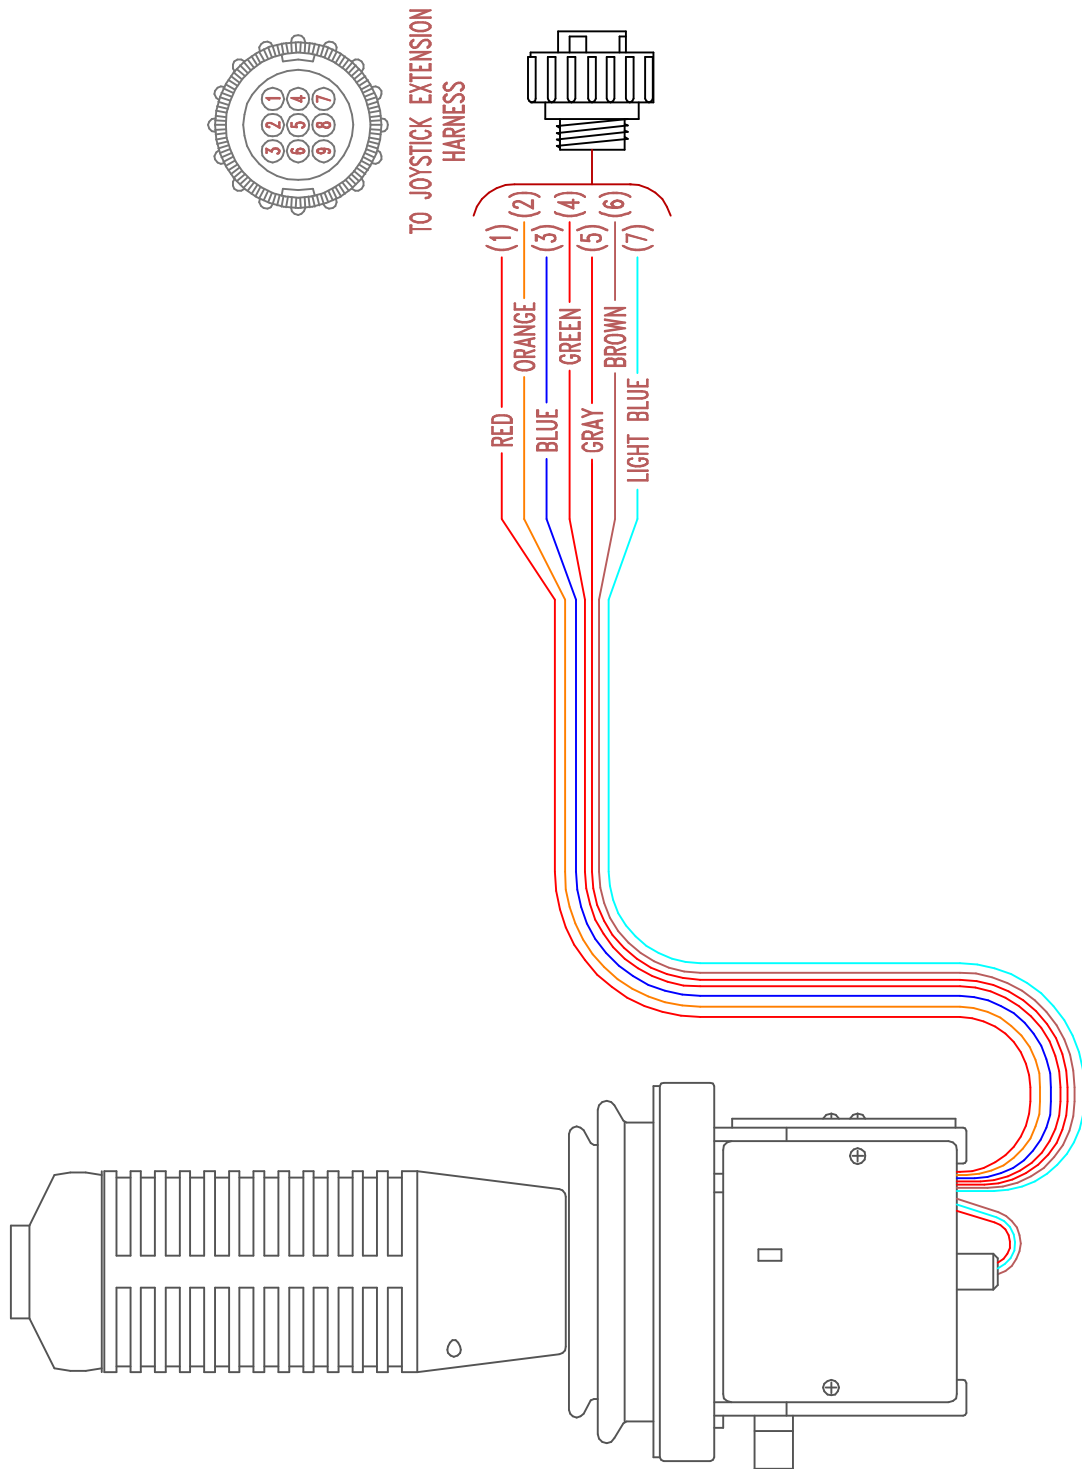 TO JOYSTICK EXTENSION
HARNESS
1 4 7
2 5 8
3 6 9
(1)
(2)
(3)
(4)
(5)
(6)
(7)
RED
ORANGE
BLUE
GREEN
GRAY
BROWN
LIGHT BLUE